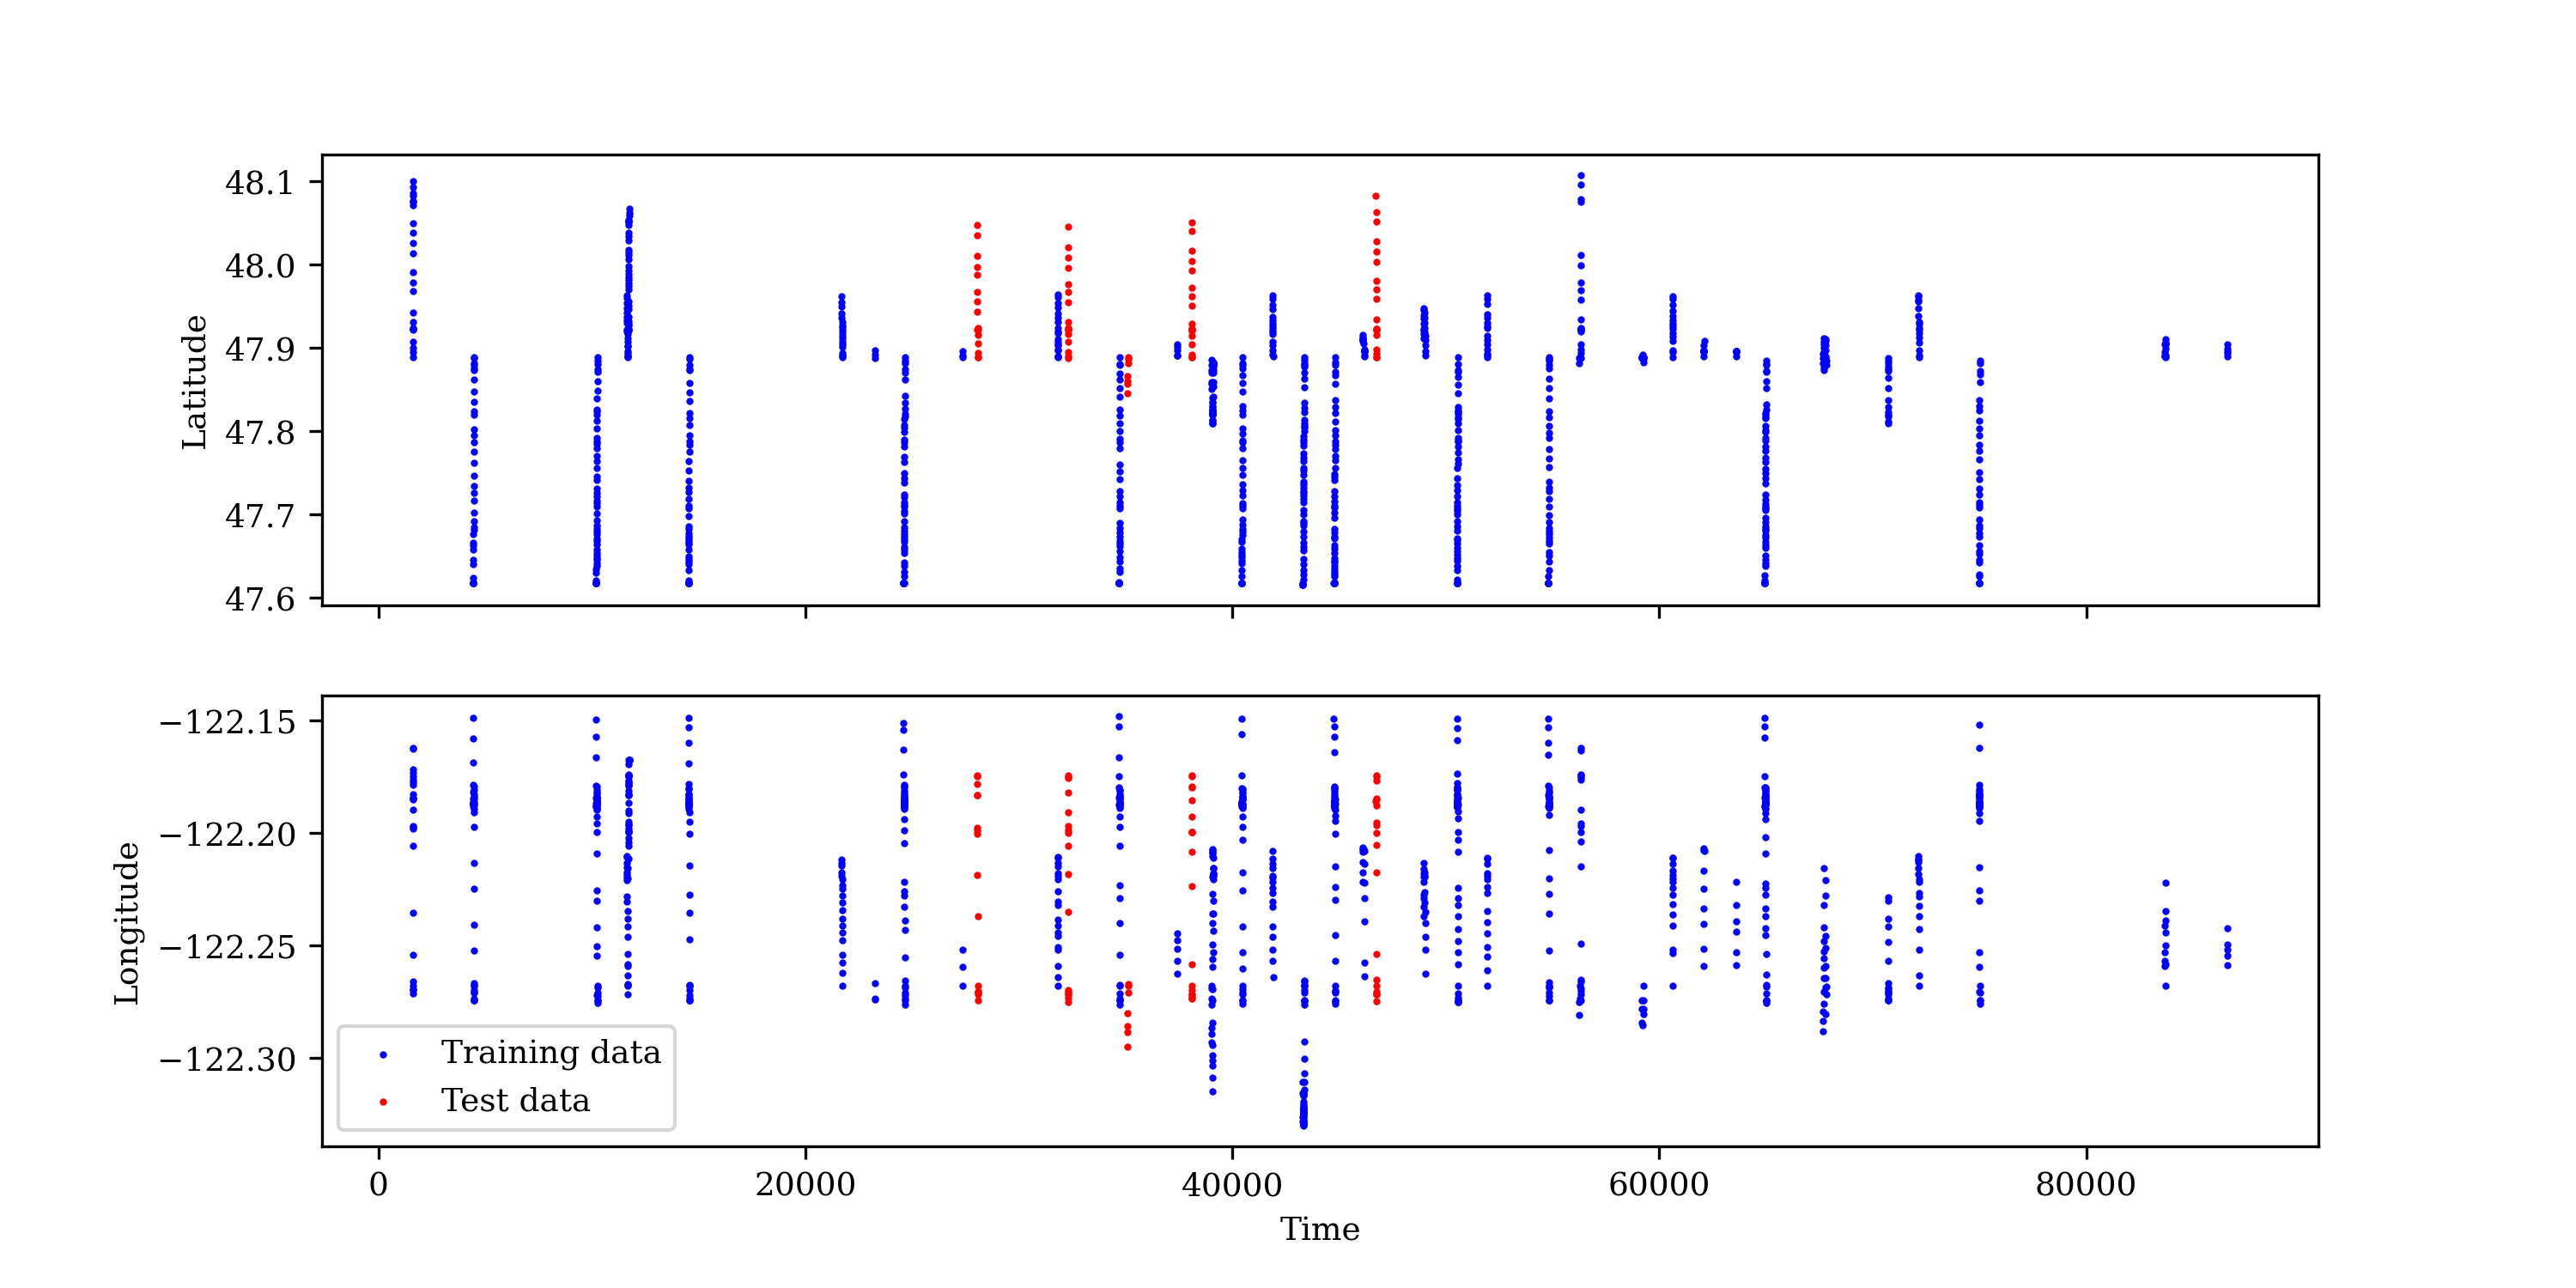 48.1
48.0
47.9
47.8
47.7
47.6
Latitude
−122.15
−122.20
−122.25
−122.30
Longitude
Training data
Test data
0 20000 40000 60000 80000
Time